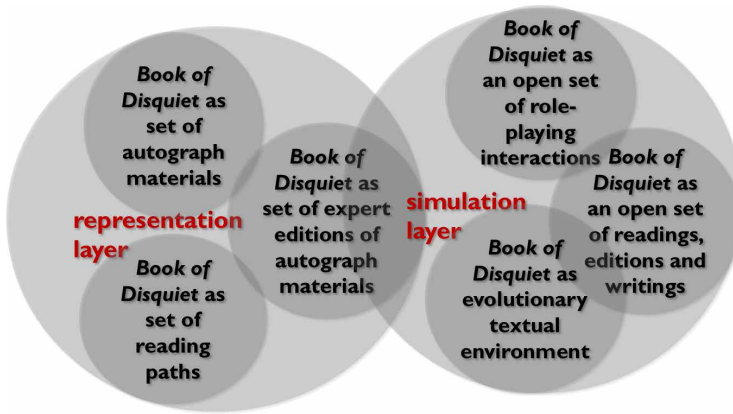 Book of
Disquiet as
set of
autograph
materials
representation
layer
Book of
Disquiet as
set of
reading
paths
Book of
Disquiet as
set of expert
editions of
autograph
materials
simulation
layer
Book of
Disquiet as
an open set
of role-
playing
interactions
Book of
Disquiet as
an open set
of readings,
editions and
writings
Book of
Disquiet as
evolutionary
textual
environment